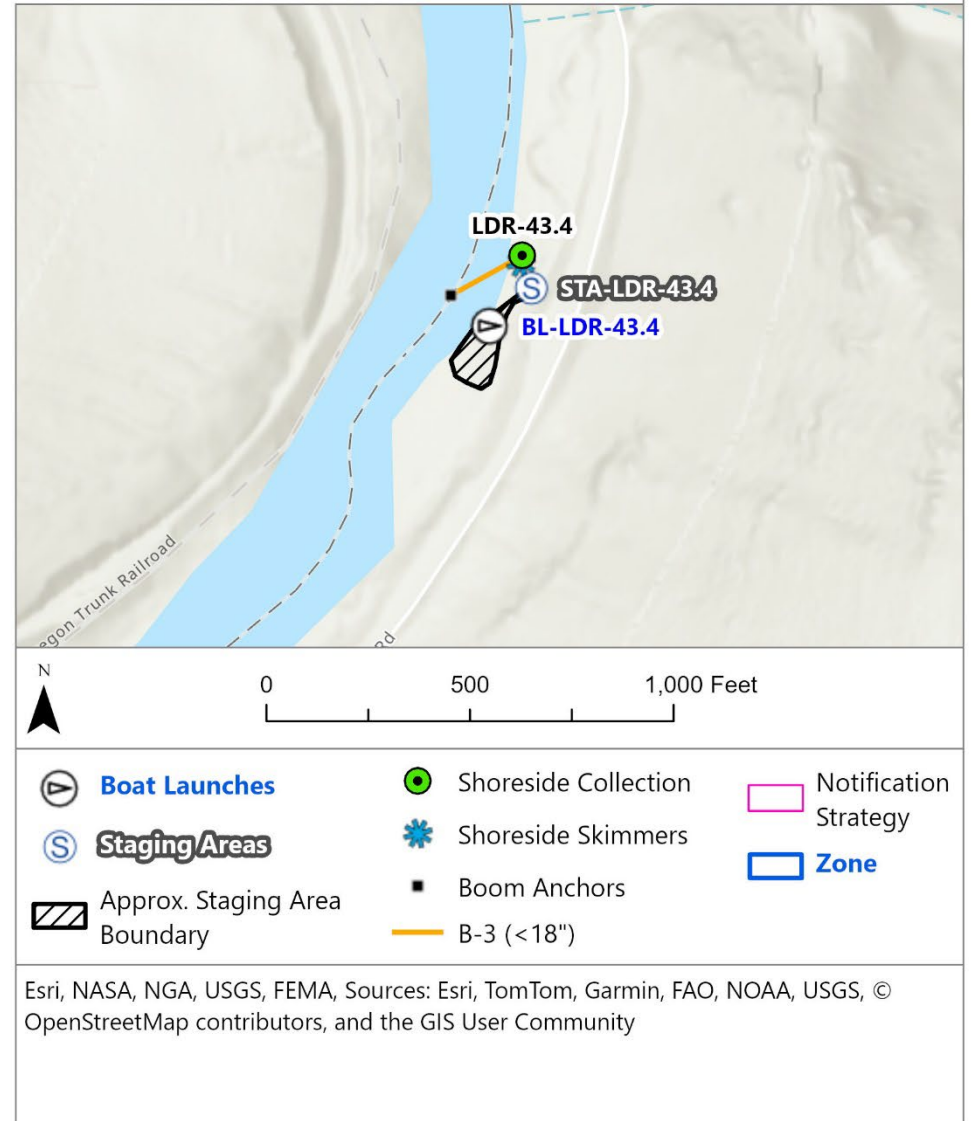 LDR-43.4
S STA-LDR-43.4
BL-LDR-43.4
egon Trunk Railroad
Rd
N
0 500 1,000 Feet
Boat Launches
S Staging Areas
Approx. Staging Area
Boundary
Shoreside Collection
Shoreside Skimmers
Boom Anchors
B-3 (<18")
Notification
Strategy
Zone
Esri, NASA, NGA, USGS, FEMA, Sources: Esri, TomTom, Garmin, FAO, NOAA, USGS, ©
OpenStreetMap contributors, and the GIS User Community